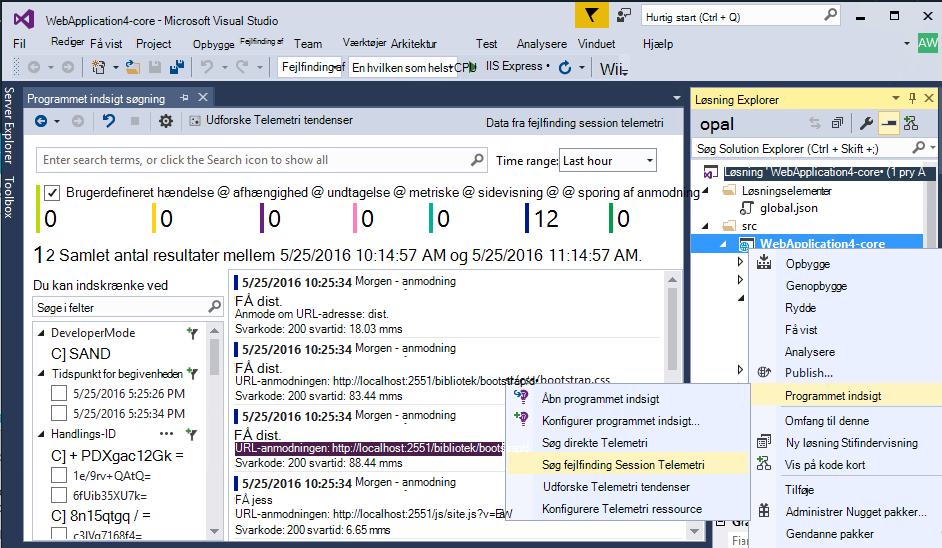 WebApplication4-core - Microsoft Visual Studio
Hurtig start (Ctrl + Q)
Fil Rediger Få vist Project Opbygge Fejlfinding af Team Værktøjer Arkitektur Test Analysere Vinduet Hjælp AW
Fejlfinding af En hvilken som helst CPU IIS Express Wii
Server Explorer
Toolbox
Programmet indsigt søgning
Udforske Telemetri tendenser
Data fra fejlfinding session telemetri
Enter search terms, or click the Search icon to show all
Time range: Last hour
Brugerdefineret hændelse @ afhængighed @ undtagelse @ metriske @ sidevisning @ @ sporing af anmodning
0 0 0 0 0 12 0
12 Samlet antal resultater mellem 5/25/2016 10:14:57 AM og 5/25/2016 11:14:57 AM.
Du kan indskrænke ved
Søge i felter
DeveloperMode
C] SAND
Tidspunkt for begivenheden
5/25/2016 5:25:26 PM
5/25/2016 5:25:34 PM
Handlings-ID
C] + PDXgac12Gk =
1e/9rv+QAtQ=
6fUib35XU7k=
C] 8n15qtgq / =
c3IVg7168f4=
5/25/2016 10:25:34 Morgen - anmodning
FÅ dist.
Anmode om URL-adresse: dist.
Svarkode: 200 svartid: 18.03 mms
5/25/2016 10:25:34 Morgen - anmodning
FÅ dist.
URL-anmodningen: http://localhost:2551/bibliotek/bootstrap/d/bootstrap.css
Svarkode: 200 svartid: 83.44 mms
5/25/2016 10:25:34 Morgen - anmodning
FÅ dist.
URL-anmodningen: http://localhost:2551/bibliotek/boots
Svarkode: 200 svartid: 88.44 mms
5/25/2016 10:25:34 Morgen - anmodning
FÅ jess
URL-anmodningen: http://localhost:2551/js/site.js?v=Ew
Svarkode: 200 svartid: 6.65 mms
Åbn programmet indsigt
Konfigurer programmet indsigt...
Søg direkte Telemetri
Søg fejlfinding Session Telemetri
Udforske Telemetri tendenser
Konfigurere Telemetri ressource
Løsning Explorer
opal
Søg Solution Explorer (Ctrl + Skift +;)
Løsning ' WebApplication4-core• (1 pry A
Løsningselementer
global.json
src
WebApplication4-core
Opbygge
Genopbygge
Rydde
Få vist
Analysere
Publish...
Programmet indsigt
Omfang til denne
Ny løsning Stifindervisning
Vis på kode kort
Tilføje
Administrer Nugget pakker...
Gendanne pakker